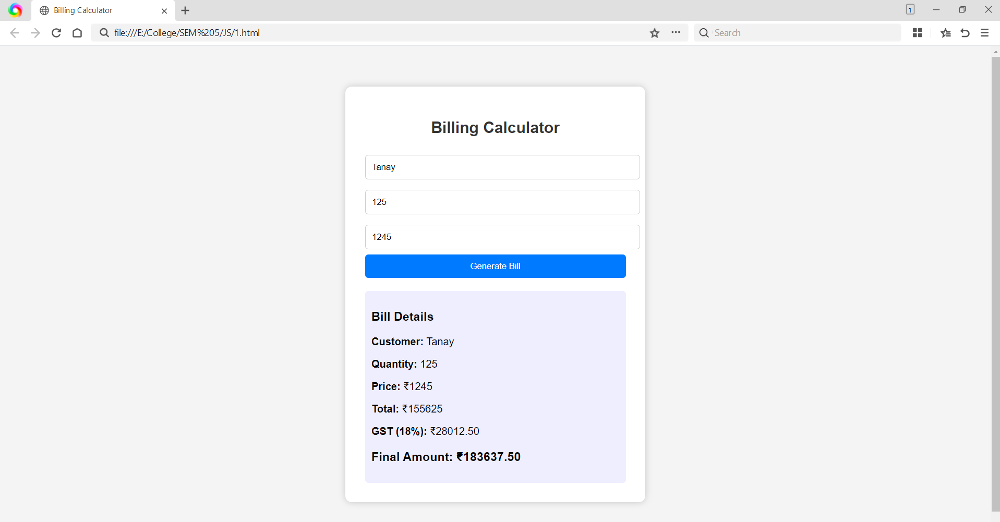 Billing Calculator
1
file:///E:/College/SEM%205/JS/1.html
Search
Billing Calculator
Tanay
125
1245
Generate Bill
Bill Details
Customer: Tanay
Quantity: 125
Price: ₹1245
Total: ₹155625
GST (18%): ₹28012.50
Final Amount: ₹183637.50